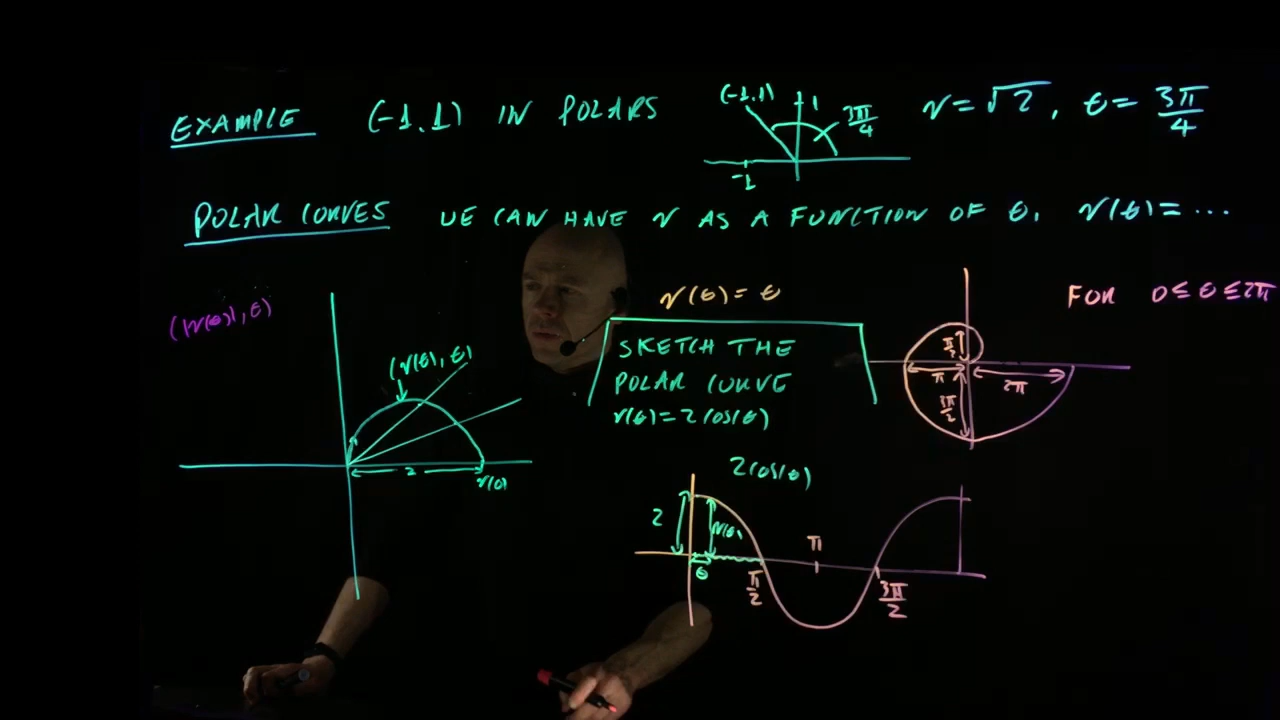 EXAMPLE (-1,1) IN POLARS (-1,1) 1 3π/4 -1 r=√2, θ=3π/4
POLAR CURVES WE CAN HAVE r AS A FUNCTION OF θ. r(θ)=...
(|r(θ)|,θ)
(r(θ),θ)
2
r(0)
r(θ)=θ
SKETCH THE
POLAR CURVE
r(θ)=2cos(θ)
FOR 0≤θ≤2π
π/2
π 2π
3π/2
2cos(θ)
2 r(θ)
θ π/2 π 3π/2